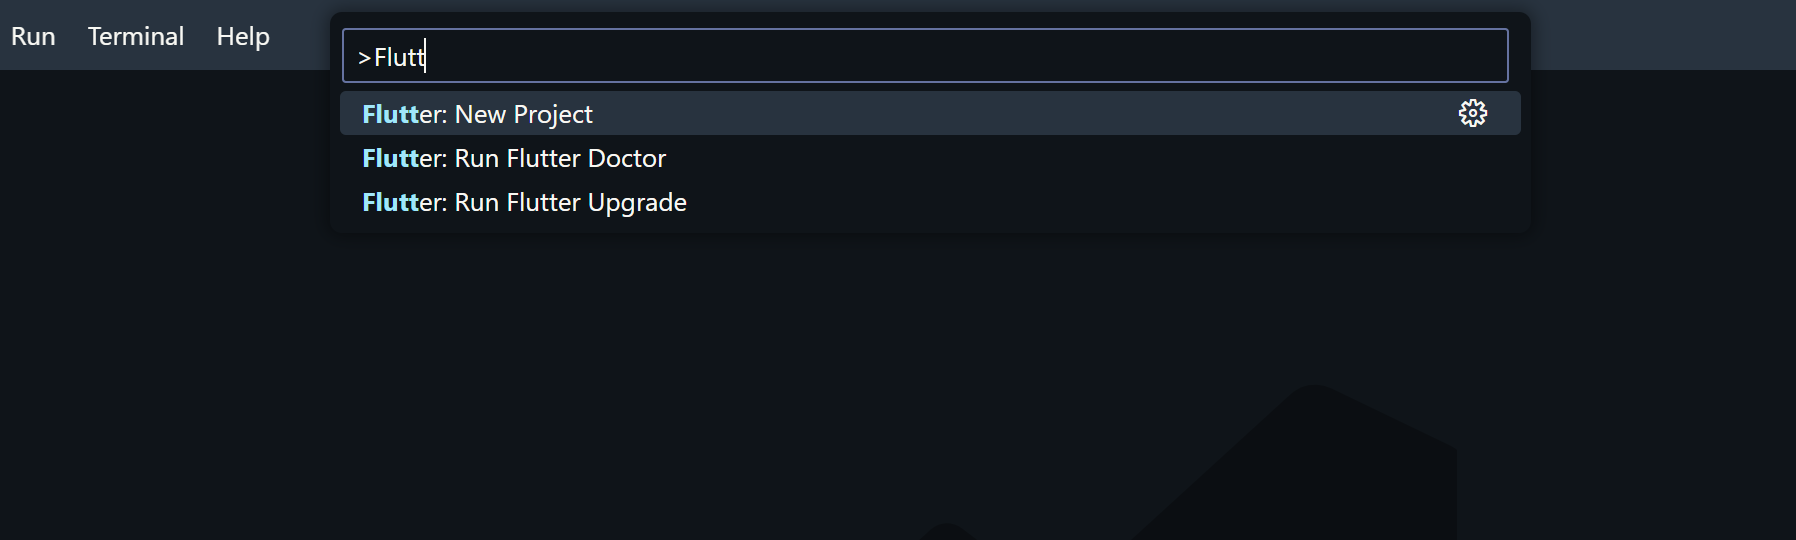 Run Terminal Help
>Flutt
Flutter: New Project
Flutter: Run Flutter Doctor
Flutter: Run Flutter Upgrade